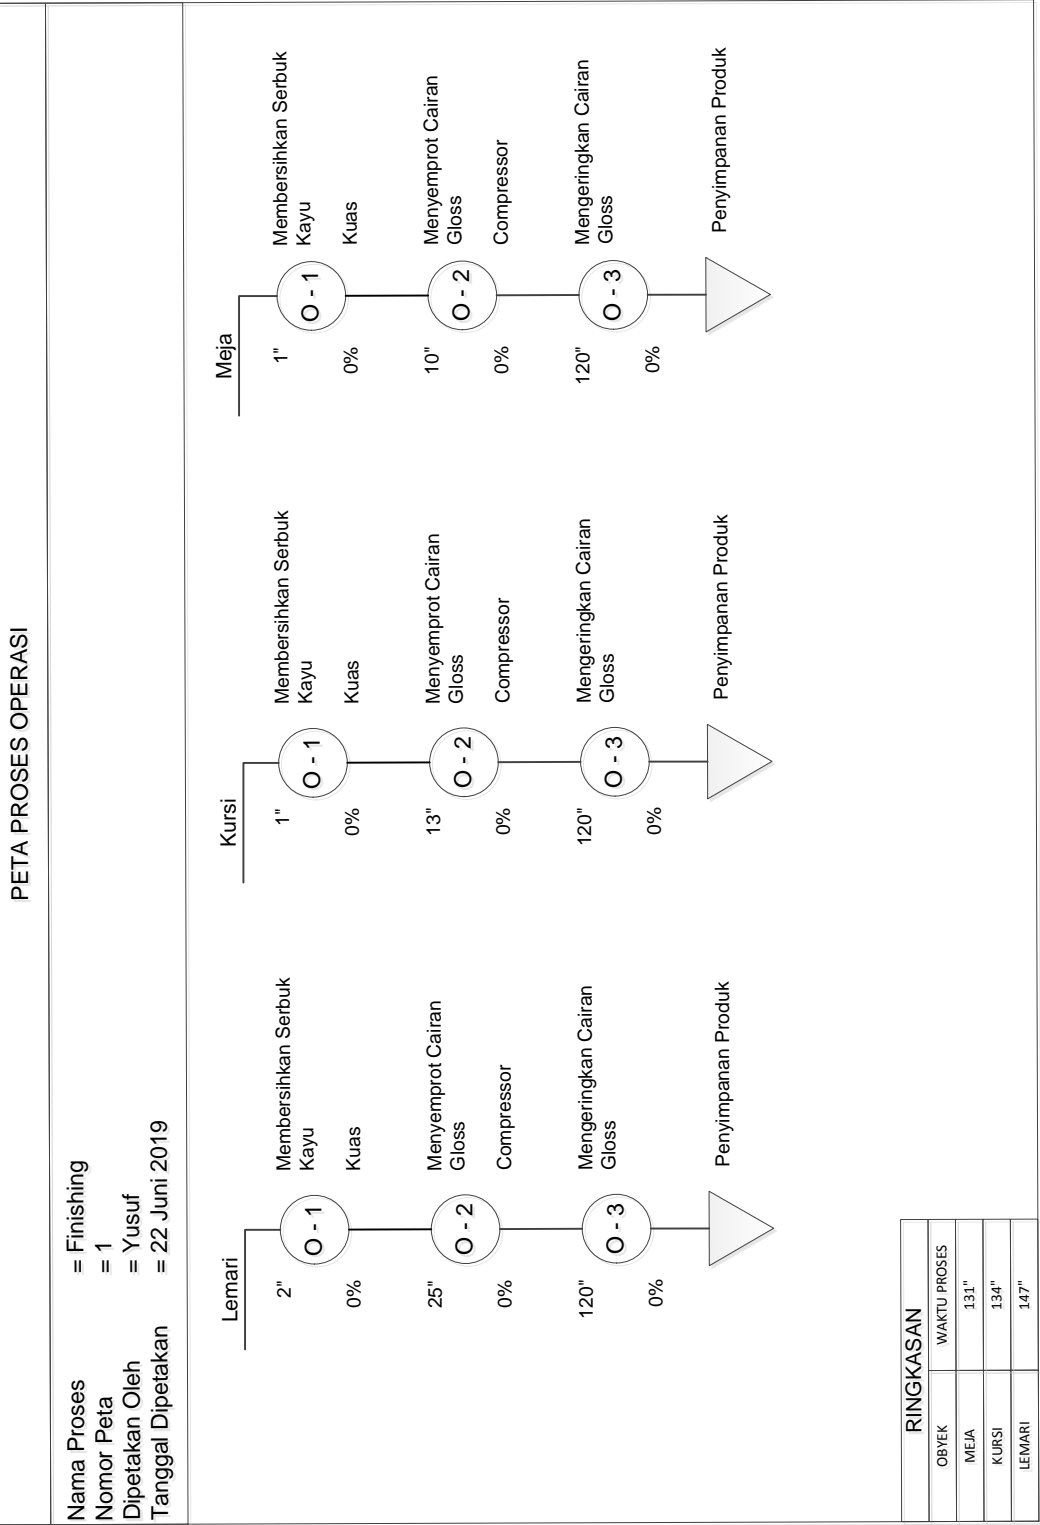 PETA PROSES OPERASI
Nama Proses = Finishing
Nomor Peta = 1
Dipetakan Oleh = Yusuf
Tanggal Dipetakan = 22 Juni 2019
Lemari
2"
O - 1
Membersihkan Serbuk
Kayu
0%
Kuas
25"
O - 2
Menyemprot Cairan
Gloss
0%
Compressor
120"
O - 3
Mengeringkan Cairan
Gloss
0%
Penyimpanan Produk
Kursi
1"
O - 1
Membersihkan Serbuk
Kayu
0%
Kuas
13"
O - 2
Menyemprot Cairan
Gloss
0%
Compressor
120"
O - 3
Mengeringkan Cairan
Gloss
0%
Penyimpanan Produk
Meja
1"
O - 1
Membersihkan Serbuk
Kayu
0%
Kuas
10"
O - 2
Menyemprot Cairan
Gloss
0%
Compressor
120"
O - 3
Mengeringkan Cairan
Gloss
0%
Penyimpanan Produk
RINGKASAN
OBYEK WAKTU PROSES
MEJA 131"
KURSI 134"
LEMARI 147"